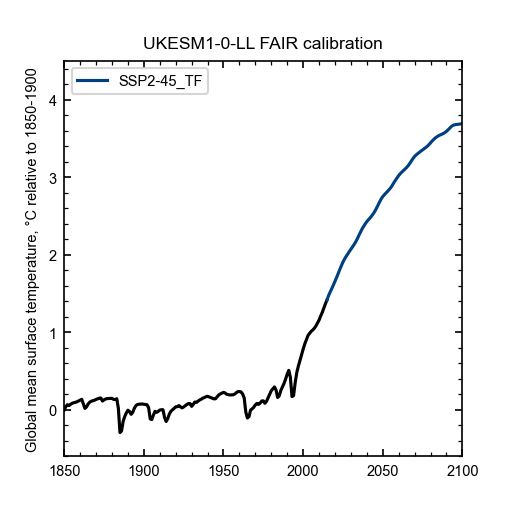 UKESM1-0-LL FAIR calibration
SSP2-45_TF
Global mean surface temperature, °C relative to 1850-1900
4
3
2
1
0
1850 1900 1950 2000 2050 2100